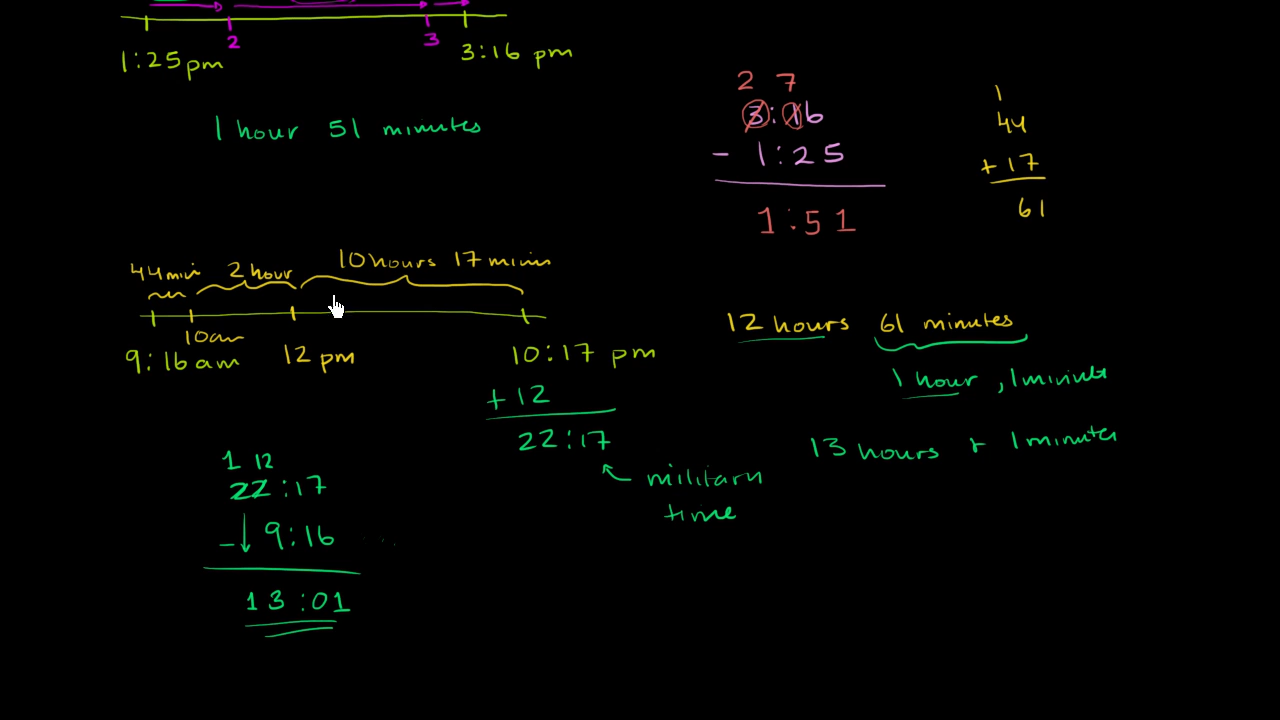 2 3
1:25pm 3:16 pm
1 hour 51 minutes
2 7
3:16
- 1:25
1:51
1
44
+ 17
61
44 min 2 hour 10 hours 17 minis
10am
9:16 am 12 pm 10:17 pm
+ 12
22:17
military
time
12 hours 61 minutes
1 hour , 1 minute
13 hours + 1 minutes
1 12
22:17
- 9:16
13:01